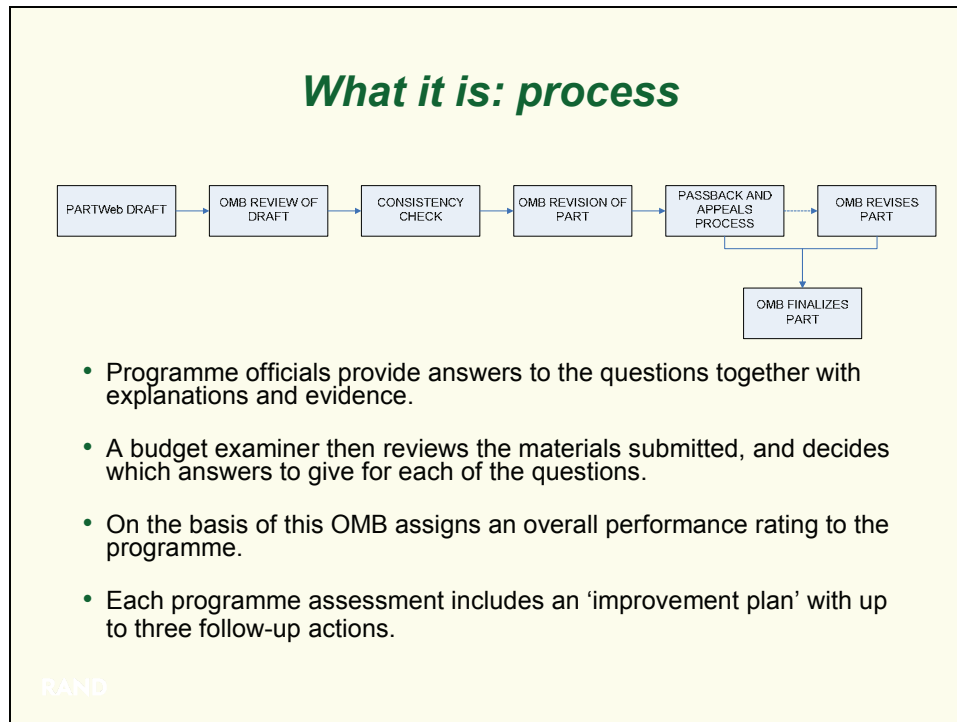 What it is: process
PARTWeb DRAFT
OMB REVIEW OF
DRAFT
CONSISTENCY
CHECK
OMB REVISION OF
PART
PASSBACK AND
APPEALS
PROCESS
OMB REVISES
PART
OMB FINALIZES
PART
• Programme officials provide answers to the questions together with
explanations and evidence.
• A budget examiner then reviews the materials submitted, and decides
which answers to give for each of the questions.
• On the basis of this OMB assigns an overall performance rating to the
programme.
• Each programme assessment includes an ‘improvement plan’ with up
to three follow-up actions.
RAND